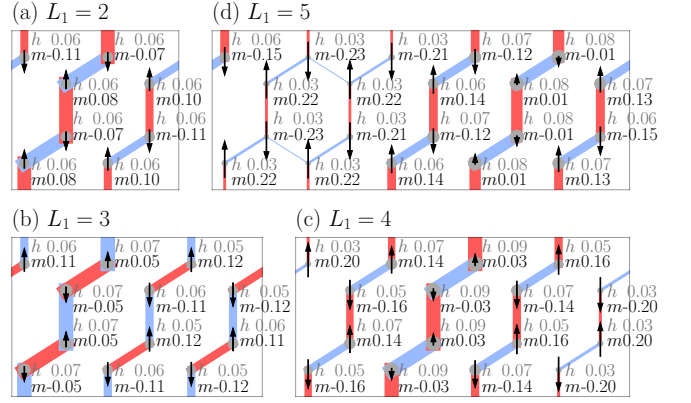 (a) L₁ = 2
h 0.06 h 0.06
m-0.11 m-0.07
h 0.06 h 0.06
m0.08 m0.10
h 0.06 h 0.06
m-0.07 m-0.11
h 0.06 h 0.06
m0.08 m0.10
(d) L₁ = 5
h 0.06 h 0.03 h 0.03 h 0.07 h 0.08
m-0.15 m-0.23 m-0.21 m-0.12 m-0.01
h 0.03 h 0.03 h 0.06 h 0.08 h 0.07
m0.22 m0.22 m0.14 m0.01 m0.13
h 0.03 h 0.03 h 0.07 h 0.08 h 0.06
m-0.23 m-0.21 m-0.12 m-0.01 m-0.15
h 0.03 h 0.03 h 0.06 h 0.08 h 0.07
m0.22 m0.22 m0.14 m0.01 m0.13
(b) L₁ = 3
h 0.06 h 0.07 h 0.05
m0.11 m0.05 m0.12
h 0.07 h 0.06 h 0.05
m-0.05 m-0.11 m-0.12
h 0.07 h 0.05 h 0.06
m0.05 m0.12 m0.11
h 0.07 h 0.06 h 0.05
m-0.05 m-0.11 m-0.12
(c) L₁ = 4
h 0.03 h 0.07 h 0.09 h 0.05
m0.20 m0.14 m0.03 m0.16
h 0.05 h 0.09 h 0.07 h 0.03
m-0.16 m-0.03 m-0.14 m-0.20
h 0.07 h 0.09 h 0.05 h 0.03
m0.14 m0.03 m0.16 m0.20
h 0.05 h 0.09 h 0.07 h 0.03
m-0.16 m-0.03 m-0.14 m-0.20